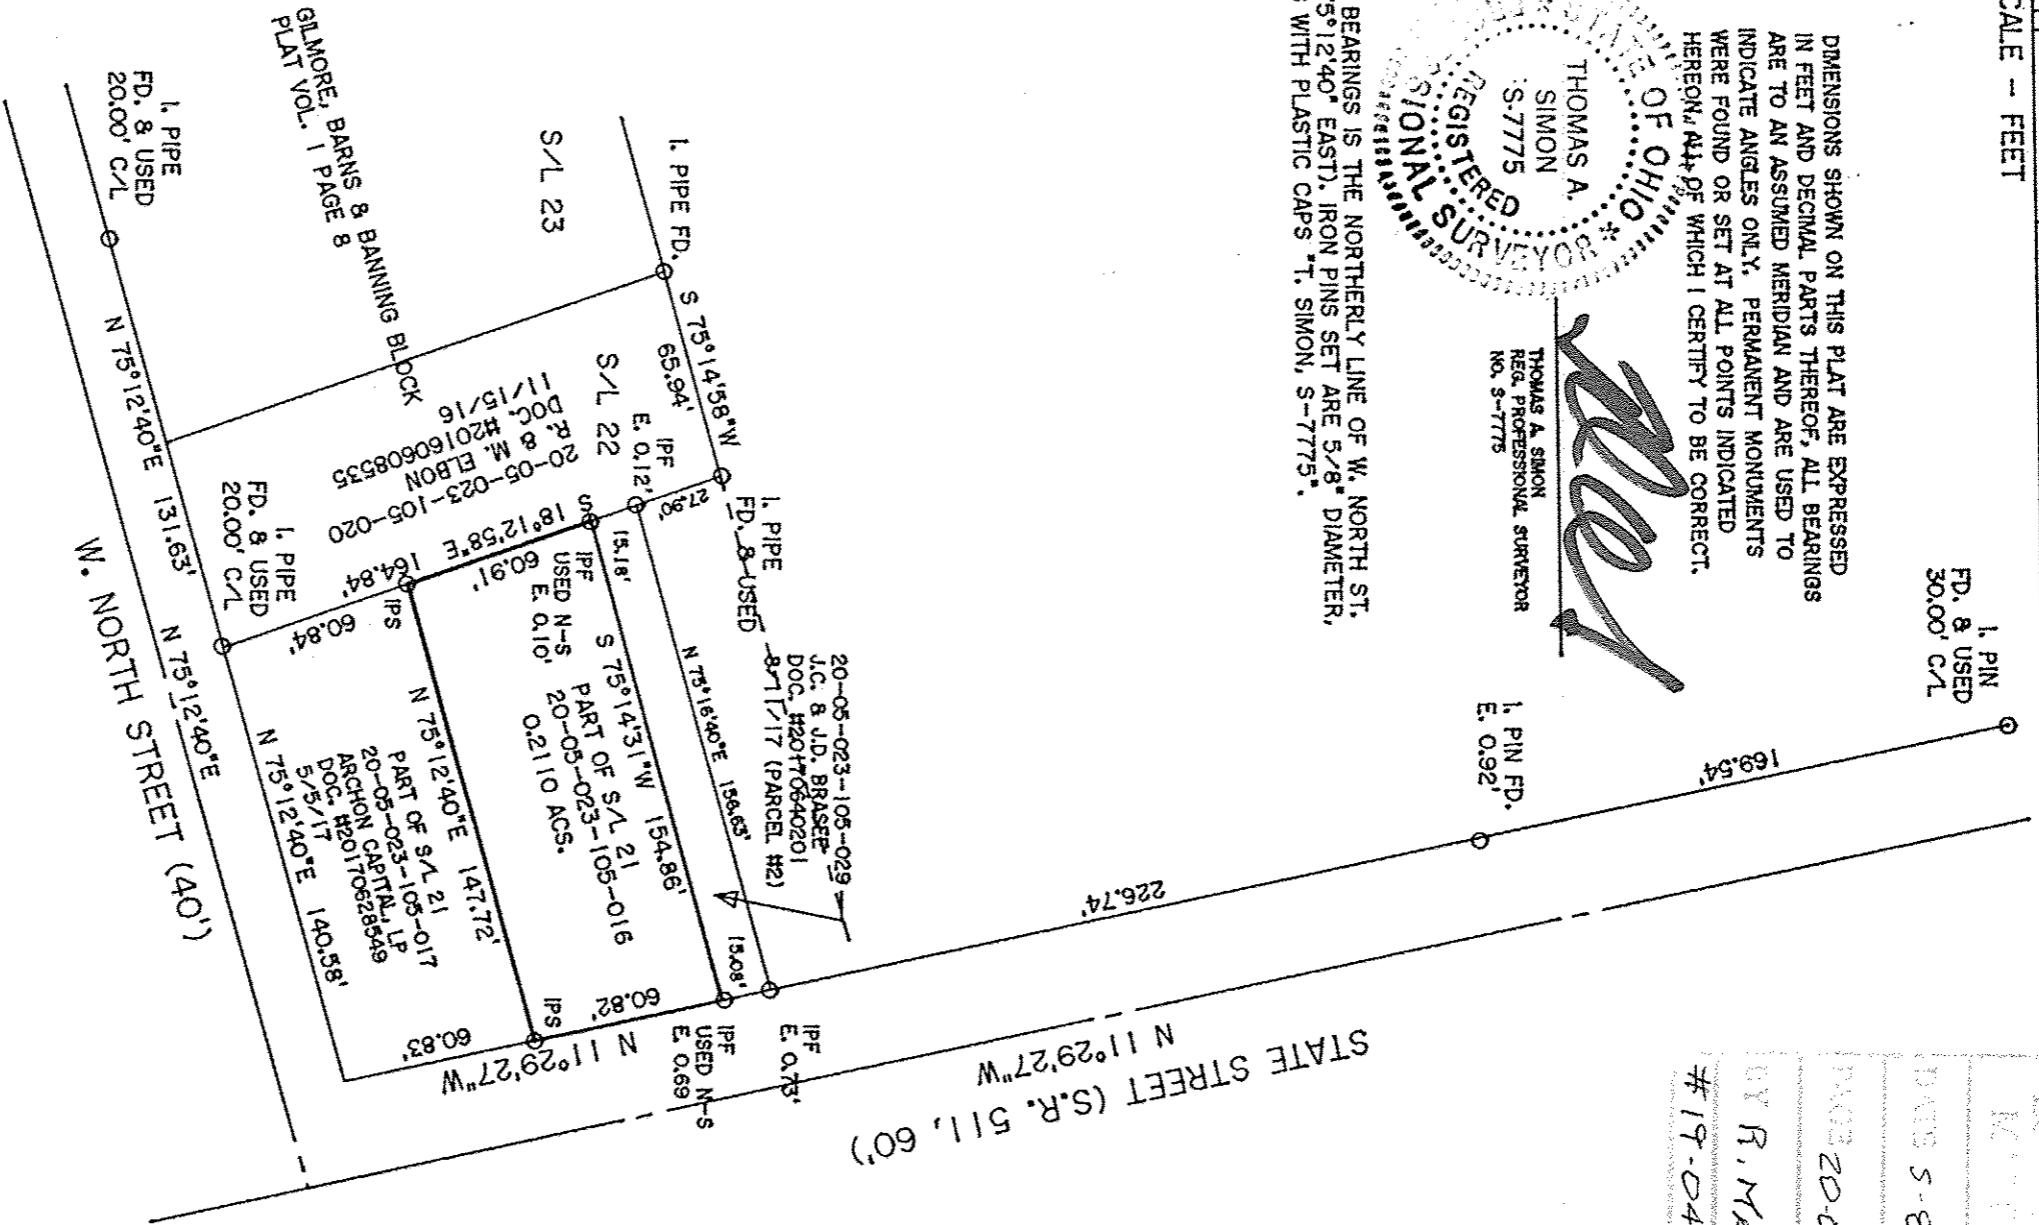 SCALE - FEET
DIMENSIONS SHOWN ON THIS PLAT ARE EXPRESSED
IN FEET AND DECIMAL PARTS THEREOF, ALL BEARINGS
ARE TO AN ASSUMED MERIDIAN AND ARE USED TO
INDICATE ANGLES ONLY. PERMANENT MONUMENTS
WERE FOUND OR SET AT ALL POINTS INDICATED
HEREON, ALL OF WHICH I CERTIFY TO BE CORRECT.
STATE OF OHIO
THOMAS A.
SIMON
S-7775
REGISTERED
SURVEYOR
THOMAS A. SIMON
REG. PROFESSIONAL SURVEYOR
NO. S-7775
BEARINGS IS THE NORTHERLY LINE OF W. NORTH ST.
75°12'40" EAST). IRON PINS SET ARE 5/8" DIAMETER,
WITH PLASTIC CAPS "T. SIMON, S-7775".
I. PIN
FD. & USED
30.00' C/L
169.54'
I. PIN FD.
E. 0.92'
226.74'
STATE STREET (S.R. 511, 60')
N 11°29'27"W
I. PIPE FD.
S 75°14'58"W
65.94'
I. PIPE
FD. & USED
27.90'
IPF
E. 0.12'
20-05-023-105-029
J.C. & J.D. BRASEE
DOC. #20170640201
8/11/17 (PARCEL #2)
N 75°16'40"E 156.63'
15.18'
15.08'
IPF
E. 0.73'
IPF
USED N-S
E. 0.69
S 75°14'31"W 154.86'
IPF
USED N-S
E. 0.10'
PART OF S/L 21
20-05-023-105-016
0.2110 ACS.
S 18°12'58"E 164.84'
60.91'
60.82'
N 11°29'27"W
IPS
IPS
N 75°12'40"E 147.72'
PART OF S/L 21
20-05-023-105-017
ARCHON CAPITAL, LP
DOC. #20170628549
5/5/17
60.84'
60.83'
N 75°12'40"E 140.58'
S/L 22
20-05-023-105-020
D.R. & M. ELBON
DOC. #20160608535
11/15/16
S/L 23
GILMORE, BARNS & BANNING BLOCK
PLAT VOL. 1 PAGE 8
I. PIPE
FD. & USED
20.00' C/L
N 75°12'40"E 131.63'
I. PIPE
FD. & USED
20.00' C/L
N 75°12'40"E
W. NORTH STREET (40')
BY R. MA
#19-04